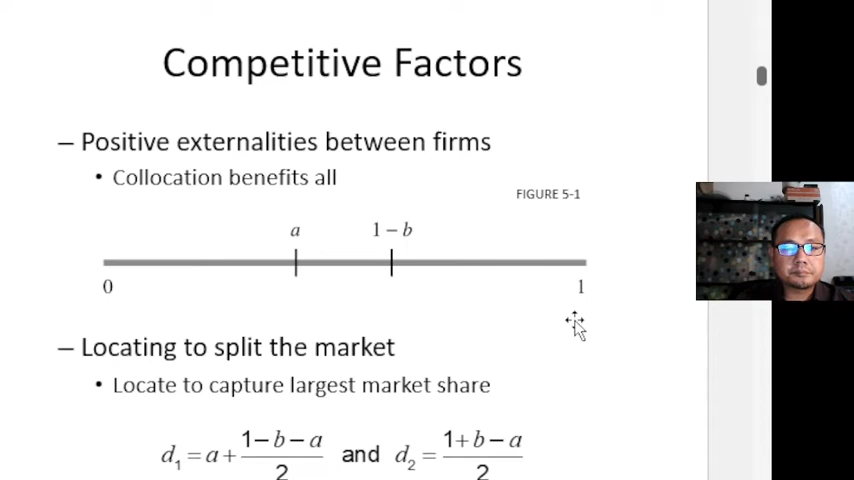 Competitive Factors
– Positive externalities between firms
• Collocation benefits all
FIGURE 5-1
a 1 – b
0 1
– Locating to split the market
• Locate to capture largest market share
d₁ = a + (1 – b – a)/2 and d₂ = (1 + b – a)/2